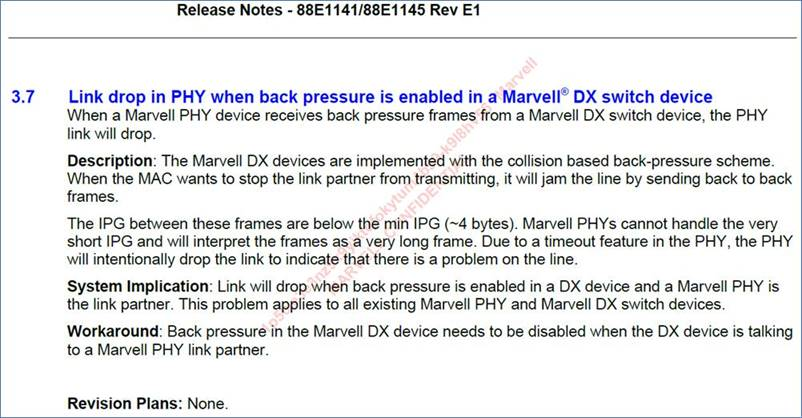 Release Notes - 88E1141/88E1145 Rev E1
3.7 Link drop in PHY when back pressure is enabled in a Marvell® DX switch device
When a Marvell PHY device receives back pressure frames from a Marvell DX switch device, the PHY
link will drop.
Description: The Marvell DX devices are implemented with the collision based back-pressure scheme.
When the MAC wants to stop the link partner from transmitting, it will jam the line by sending back to back
frames.
The IPG between these frames are below the min IPG (~4 bytes). Marvell PHYs cannot handle the very
short IPG and will interpret the frames as a very long frame. Due to a timeout feature in the PHY, the PHY
will intentionally drop the link to indicate that there is a problem on the line.
System Implication: Link will drop when back pressure is enabled in a DX device and a Marvell PHY is
the link partner. This problem applies to all existing Marvell PHY and Marvell DX switch devices.
Workaround: Back pressure in the Marvell DX device needs to be disabled when the DX device is talking
to a Marvell PHY link partner.
Revision Plans: None.
Marvell
MARVELL CONFIDENTIAL